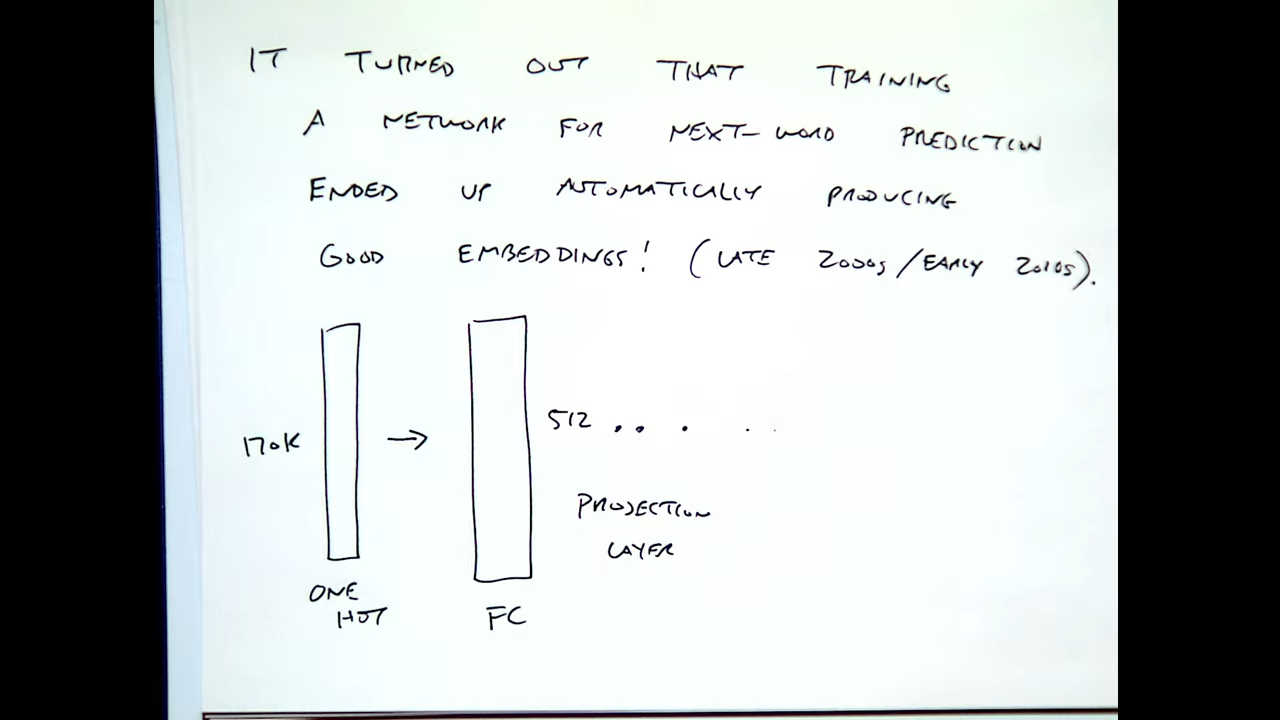 IT TURNED OUT THAT TRAINING
A NETWORK FOR NEXT-WORD PREDICTION
ENDED UP AUTOMATICALLY PRODUCING
GOOD EMBEDDINGS! (LATE 2000s/EARLY 2010s).
170K → 512 .. . . .
PROJECTION
LAYER
ONE
HOT
FC